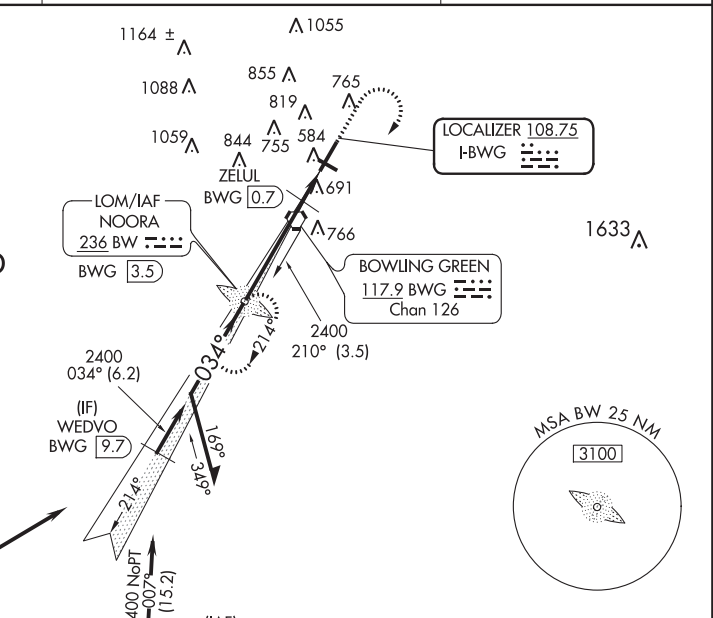 1055
1164 ±
855
765
1088
819
1059
844
755
584
LOCALIZER 108.75
I-BWG
ZELUL
BWG 0.7
691
LOM/IAF
NOORA
236 BW
BWG 3.5
766
1633
BOWLING GREEN
117.9 BWG
Chan 126
2400
210° (3.5)
214°
034°
2400
034° (6.2)
(IF)
WEDVO
BWG 9.7
169°
349°
214°
MSA BW 25 NM
3100
400 NoPT
007°
(15.2)